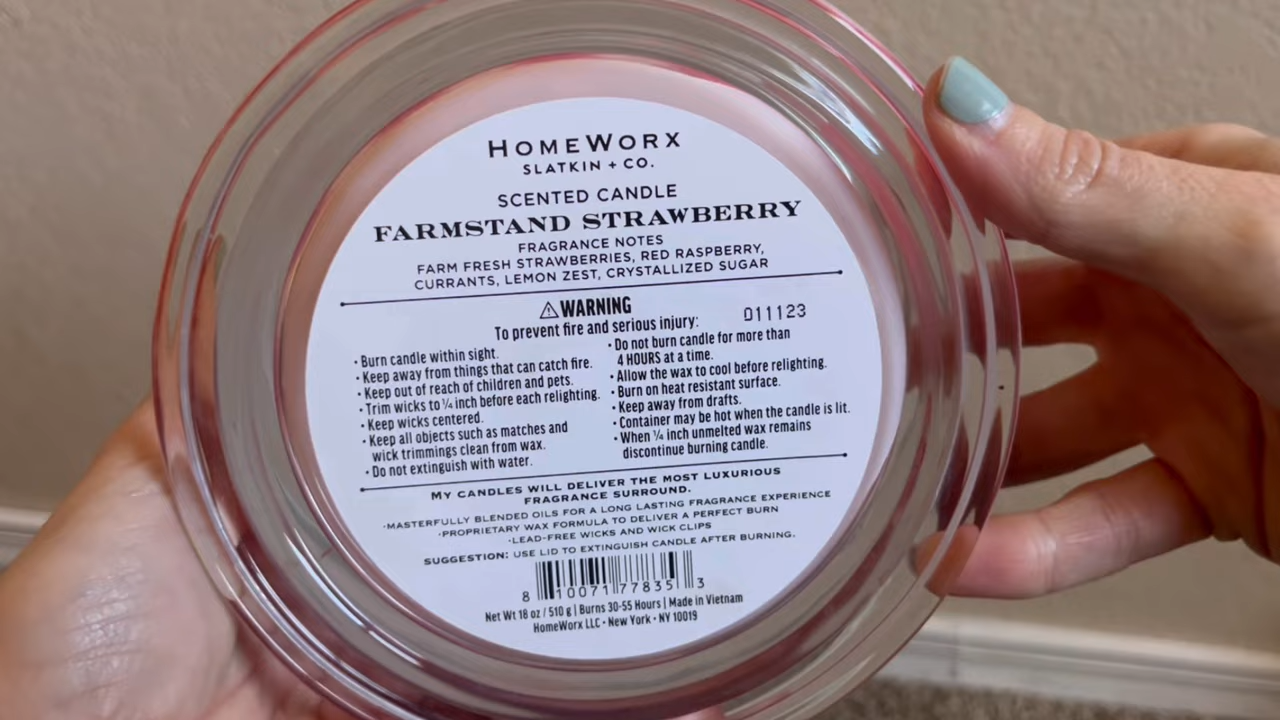 HOMEWORX
SLATKIN + CO.
SCENTED CANDLE
FARMSTAND STRAWBERRY
FRAGRANCE NOTES
FARM FRESH STRAWBERRIES, RED RASPBERRY,
CURRANTS, LEMON ZEST, CRYSTALLIZED SUGAR
⚠WARNING
011123
To prevent fire and serious injury:
• Burn candle within sight.
• Keep away from things that can catch fire.
• Keep out of reach of children and pets.
• Trim wicks to ¼ inch before each relighting.
• Keep wicks centered.
• Keep all objects such as matches and
wick trimmings clean from wax.
• Do not extinguish with water.
• Do not burn candle for more than
4 HOURS at a time.
• Allow the wax to cool before relighting.
• Burn on heat resistant surface.
• Keep away from drafts.
• Container may be hot when the candle is lit.
• When ¼ inch unmelted wax remains
discontinue burning candle.
MY CANDLES WILL DELIVER THE MOST LUXURIOUS
FRAGRANCE SURROUND.
•MASTERFULLY BLENDED OILS FOR A LONG LASTING FRAGRANCE EXPERIENCE
•PROPRIETARY WAX FORMULA TO DELIVER A PERFECT BURN
•LEAD-FREE WICKS AND WICK CLIPS
SUGGESTION: USE LID TO EXTINGUISH CANDLE AFTER BURNING.
8 10071 77835 3
Net Wt 18 oz / 510 g | Burns 30-55 Hours | Made in Vietnam
HomeWorx LLC • New York • NY 10019